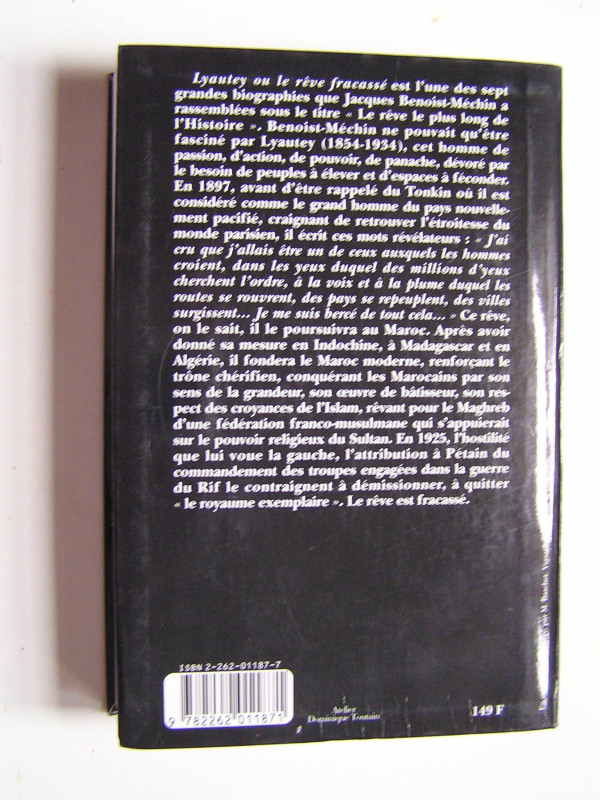 Lyautey ou le rêve fracassé est l'une des sept
grandes biographies que Jacques Benoist-Méchin a
rassemblées sous le titre « Le rêve le plus long de
l'Histoire ». Benoist-Méchin ne pouvait qu'être
fasciné par Lyautey (1854-1934), cet homme de
passion, d'action, de pouvoir, de panache, dévoré par
le besoin de peuples à élever et d'espaces à féconder.
En 1897, avant d'être rappelé du Tonkin où il est
considéré comme le grand homme du pays nouvelle-
ment pacifié, craignant de retrouver l'étroitesse du
monde parisien, il écrit ces mots révélateurs : « J'ai
cru que j'allais être un de ceux auxquels les hommes
croient, dans les yeux duquel des millions d'yeux
cherchent l'ordre, à la voix et à la plume duquel les
routes se rouvrent, des pays se repeuplent, des villes
surgissent... Je me suis bercé de tout cela... » Ce rêve,
on le sait, il le poursuivra au Maroc. Après avoir
donné sa mesure en Indochine, à Madagascar et en
Algérie, il fondera le Maroc moderne, renforçant le
trône chérifien, conquérant les Marocains par son
sens de la grandeur, son œuvre de bâtisseur, son res-
pect des croyances de l'Islam, rêvant pour le Maghreb
d'une fédération franco-musulmane qui s'appuierait
sur le pouvoir religieux du Sultan. En 1925, l'hostilité
que lui voue la gauche, l'attribution à Pétain du
commandement des troupes engagées dans la guerre
du Rif le contraignent à démissionner, à quitter
« le royaume exemplaire ». Le rêve est fracassé.
ISBN 2-262-01187-7
9 782262 011871
Atelier
Dominique Toutain
149 F
par M.